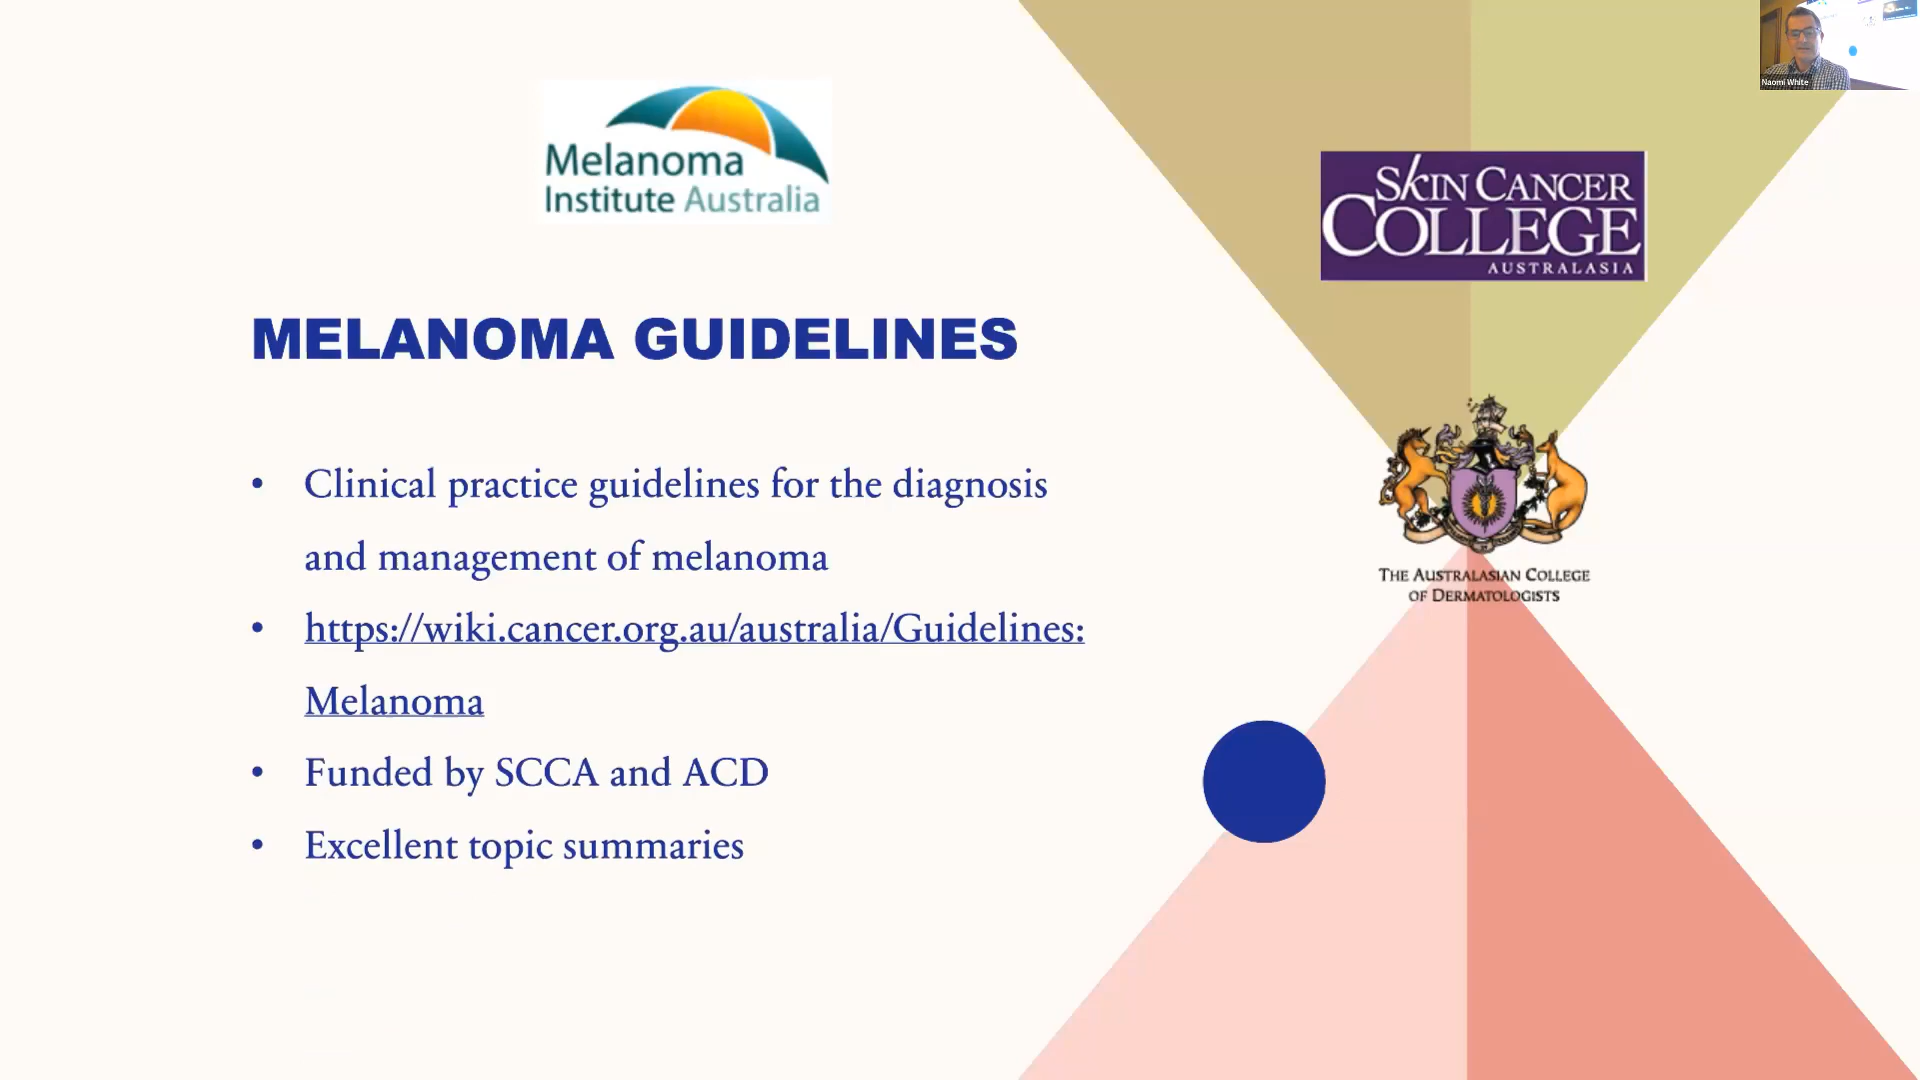 Naomi White
Melanoma
Institute Australia
SKIN CANCER
COLLEGE
AUSTRALASIA
MELANOMA GUIDELINES
• Clinical practice guidelines for the diagnosis
and management of melanoma
• https://wiki.cancer.org.au/australia/Guidelines:
Melanoma
• Funded by SCCA and ACD
• Excellent topic summaries
THE AUSTRALASIAN COLLEGE
OF DERMATOLOGISTS